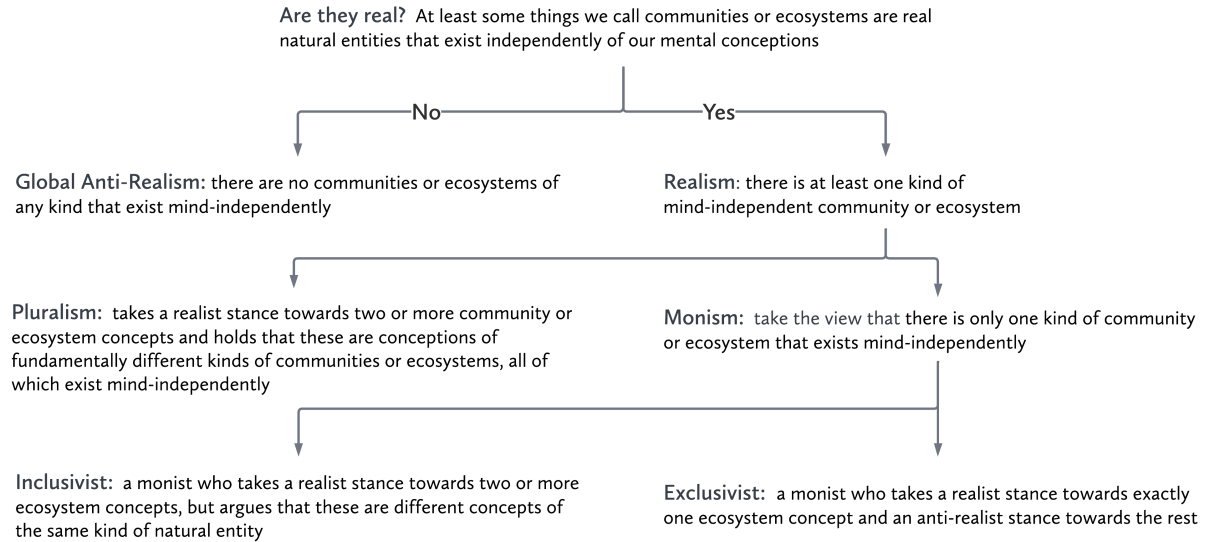 Are they real? At least some things we call communities or ecosystems are real
natural entities that exist independently of our mental conceptions
No
Yes
Global Anti-Realism: there are no communities or ecosystems of
any kind that exist mind-independently
Realism: there is at least one kind of
mind-independent community or ecosystem
Pluralism: takes a realist stance towards two or more community or
ecosystem concepts and holds that these are conceptions of
fundamentally different kinds of communities or ecosystems, all of
which exist mind-independently
Monism: take the view that there is only one kind of community
or ecosystem that exists mind-independently
Inclusivist: a monist who takes a realist stance towards two or more
ecosystem concepts, but argues that these are different concepts of
the same kind of natural entity
Exclusivist: a monist who takes a realist stance towards exactly
one ecosystem concept and an anti-realist stance towards the rest